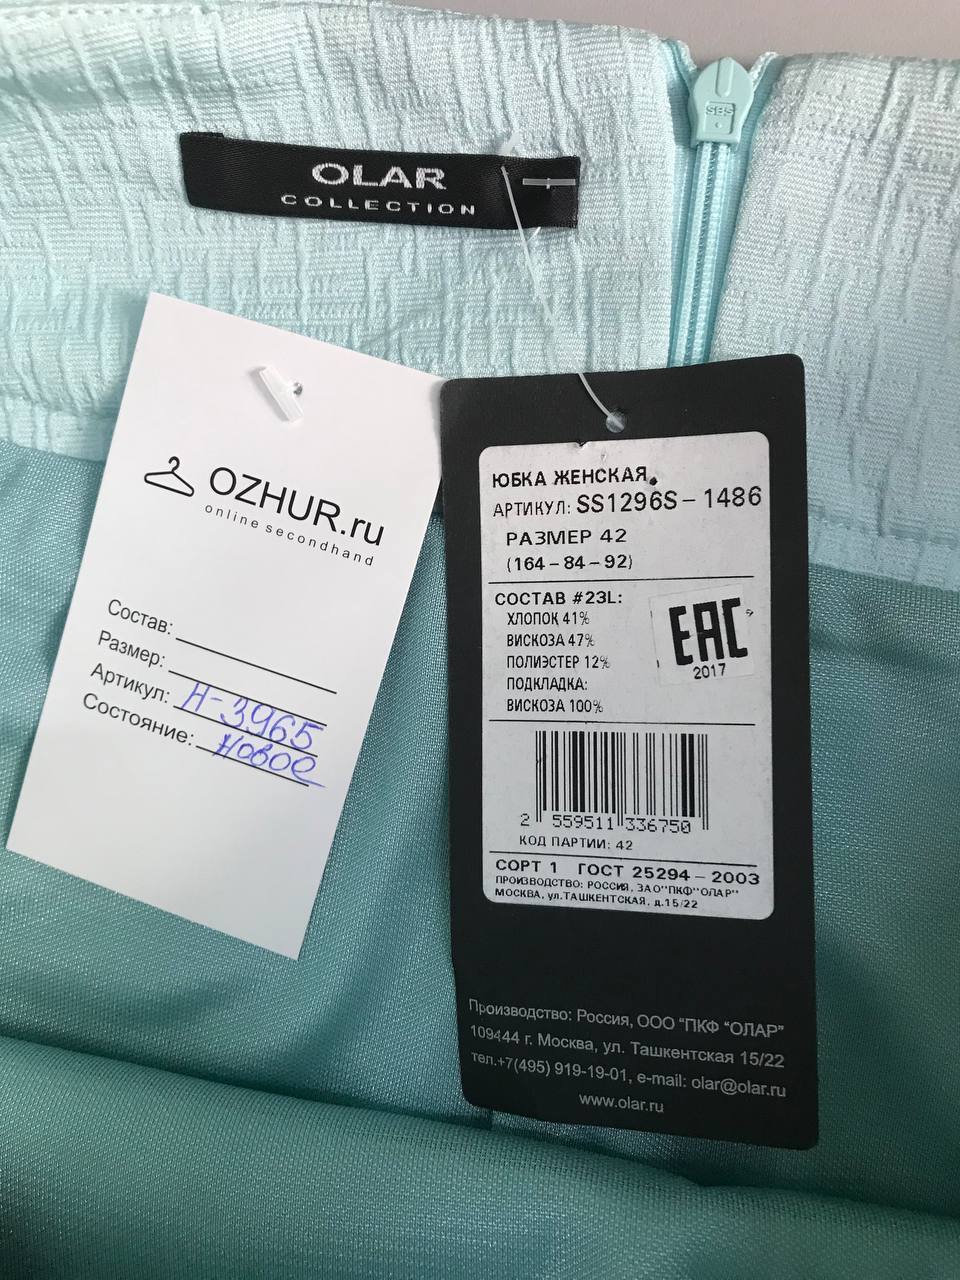 SBS
OLAR
COLLECTION
OZHUR.ru
online secondhand
Состав:
Размер:
Артикул: Н-3965
Состояние: новое
ЮБКА ЖЕНСКАЯ
АРТИКУЛ: SS1296S-1486
РАЗМЕР 42
(164-84-92)
СОСТАВ #23L:
ХЛОПОК 41%
ВИСКОЗА 47%
ПОЛИЭСТЕР 12%
ПОДКЛАДКА:
ВИСКОЗА 100%
EAC
2017
2 559511 336750
КОД ПАРТИИ: 42
СОРТ 1 ГОСТ 25294-2003
ПРОИЗВОДСТВО: РОССИЯ, ЗАО"ПКФ"ОЛАР"
МОСКВА, ул.ТАШКЕНТСКАЯ, д.15/22
Производство: Россия, ООО "ПКФ "ОЛАР"
109444 г. Москва, ул. Ташкентская 15/22
тел.+7(495) 919-19-01, e-mail: olar@olar.ru
www.olar.ru